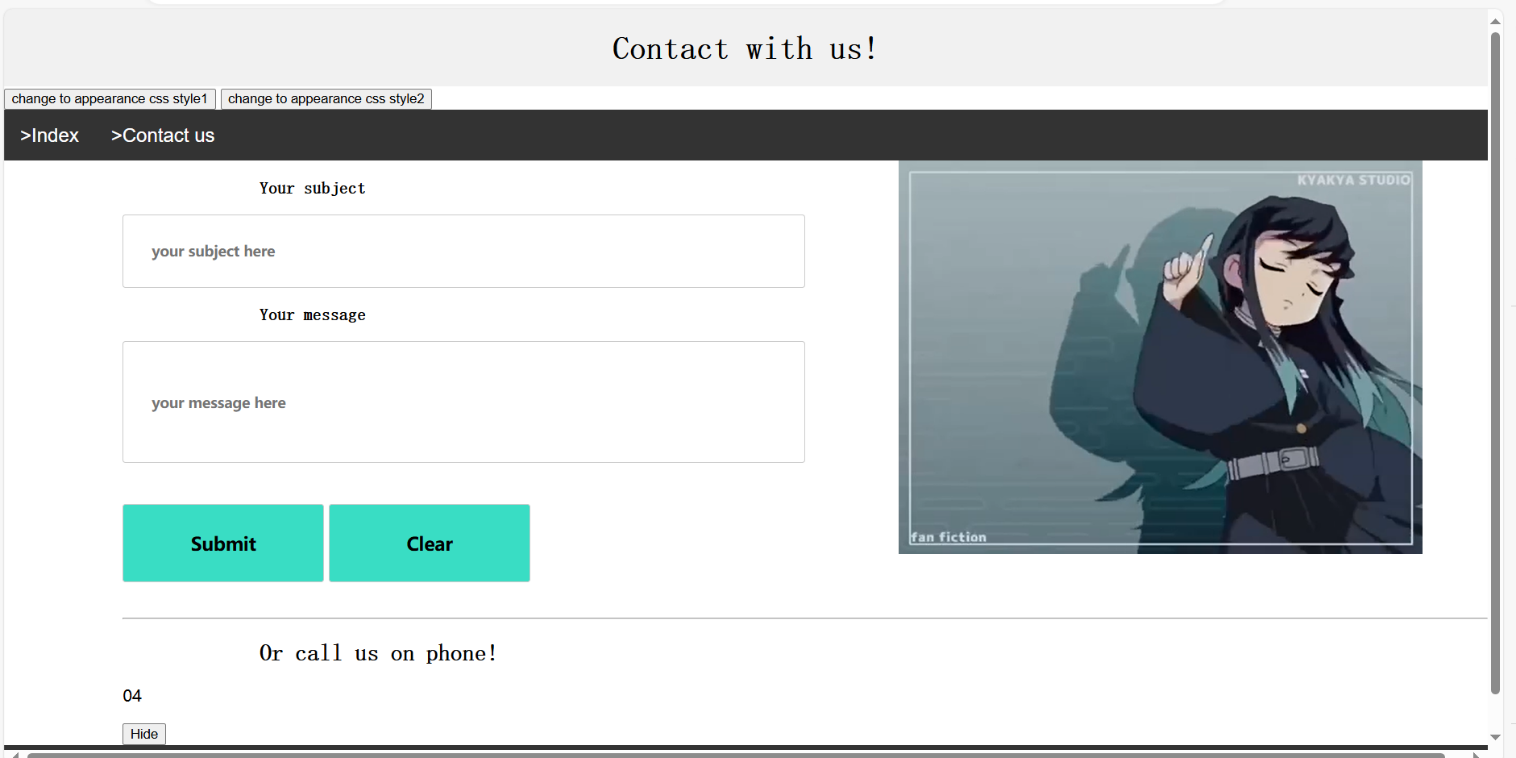 Contact with us!
change to appearance css style1 change to appearance css style2
>Index >Contact us
KYAKYA STUDIO
Your subject
your subject here
Your message
your message here
fan fiction
Submit Clear
Or call us on phone!
04
Hide